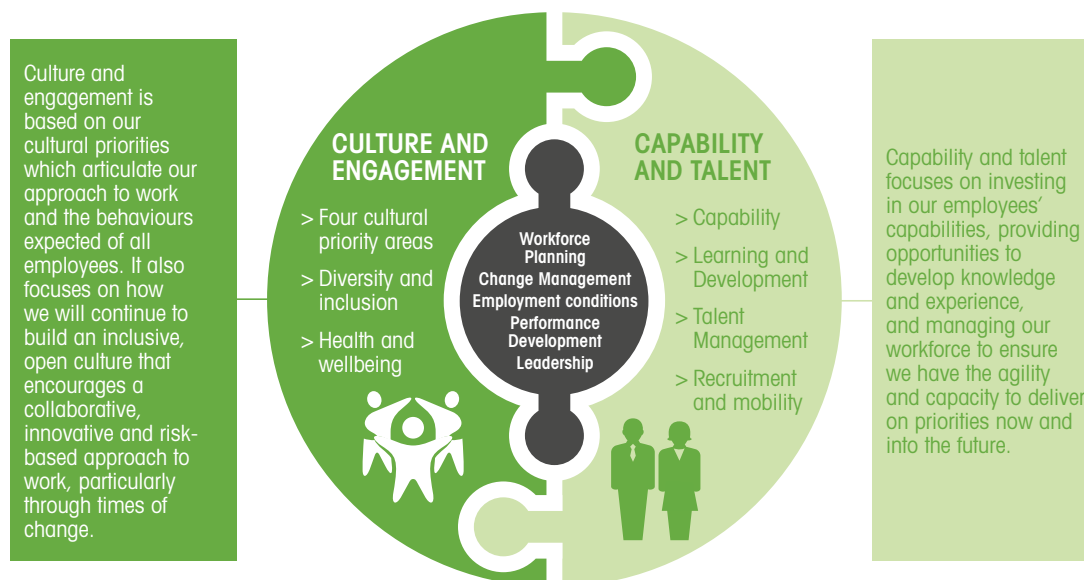 Culture and
engagement is
based on our
cultural priorities
which articulate our
approach to work
and the behaviours
expected of all
employees. It also
focuses on how
we will continue to
build an inclusive,
open culture that
encourages a
collaborative,
innovative and risk-
based approach to
work, particularly
through times of
change.
CULTURE AND
ENGAGEMENT
> Four cultural
priority areas
> Diversity and
inclusion
> Health and
wellbeing
Workforce
Planning
Change Management
Employment conditions
Performance
Development
Leadership
CAPABILITY
AND TALENT
> Capability
> Learning and
Development
> Talent
Management
> Recruitment
and mobility
Capability and talent
focuses on investing
in our employees’
capabilities, providing
opportunities to
develop knowledge
and experience,
and managing our
workforce to ensure
we have the agility
and capacity to deliver
on priorities now and
into the future.